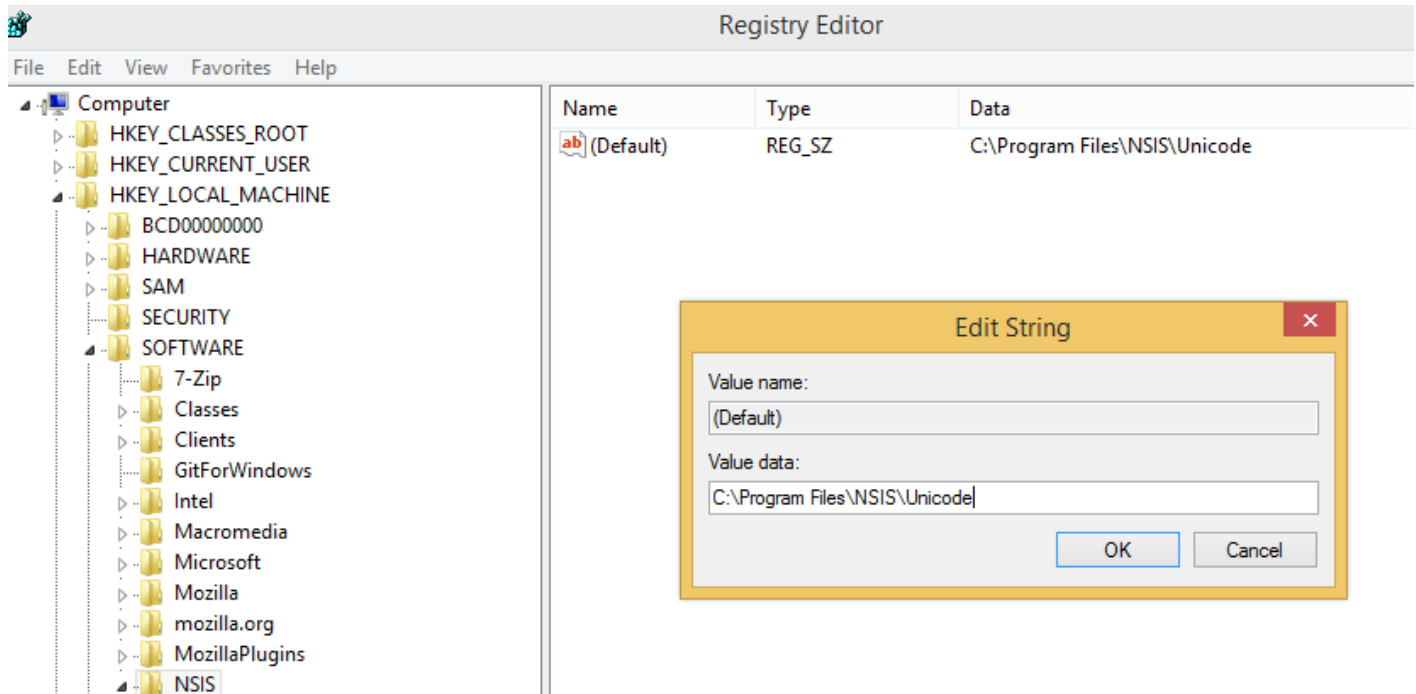 Registry Editor
File Edit View Favorites Help
Computer
HKEY_CLASSES_ROOT
HKEY_CURRENT_USER
HKEY_LOCAL_MACHINE
BCD00000000
HARDWARE
SAM
SECURITY
SOFTWARE
7-Zip
Classes
Clients
GitForWindows
Intel
Macromedia
Microsoft
Mozilla
mozilla.org
MozillaPlugins
NSIS
Name Type Data
ab (Default) REG_SZ C:\Program Files\NSIS\Unicode
Edit String
Value name:
(Default)
Value data:
C:\Program Files\NSIS\Unicode
OK Cancel